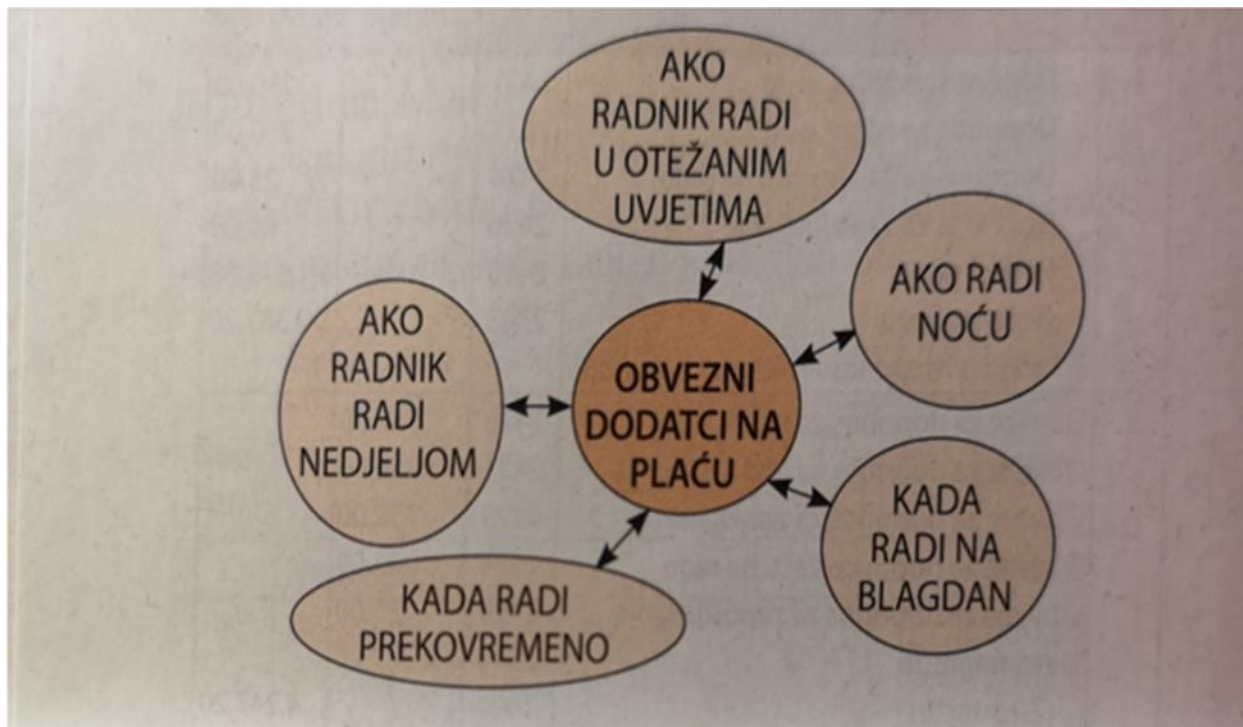 AKO
RADNIK RADI
U OTEŽANIM
UVJETIMA
AKO RADI
NOĆU
AKO
RADNIK
RADI
NEDJELJOM
OBVEZNI
DODATCI NA
PLAĆU
KADA
RADI NA
BLAGDAN
KADA RADI
PREKOVREMENO